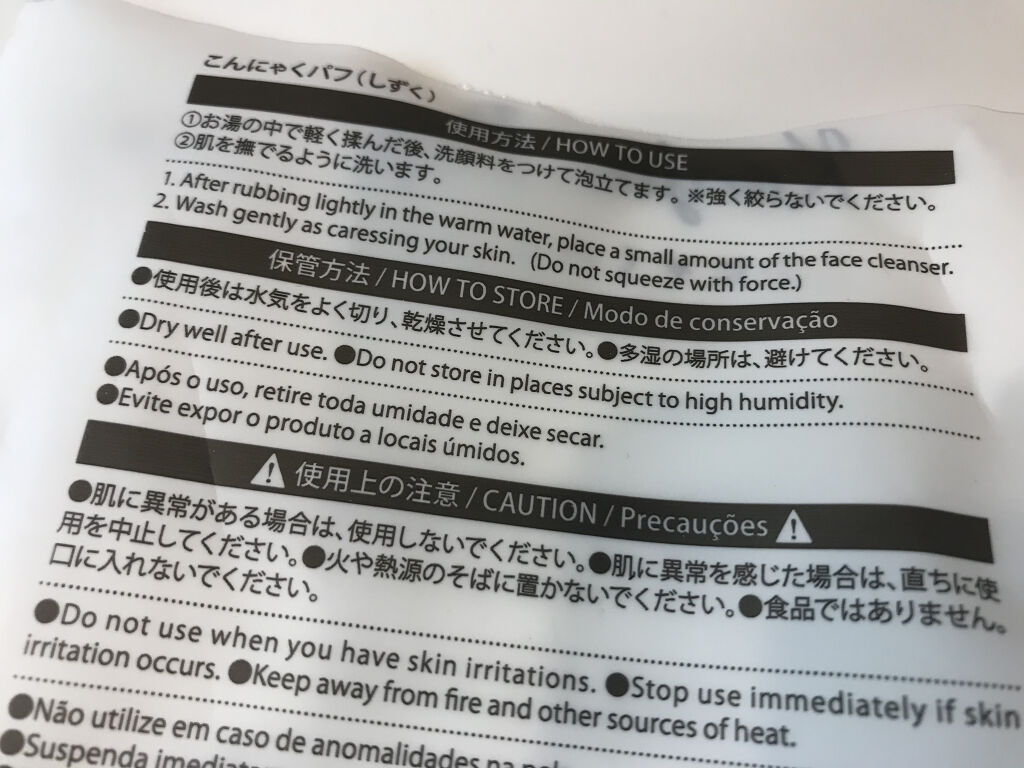 こんにゃくパフ(しずく)
使用方法 / HOW TO USE
①お湯の中で軽く揉んだ後、洗顔料をつけて泡立てます。※強く絞らないでください。
②肌を撫でるように洗います。
1. After rubbing lightly in the warm water, place a small amount of the face cleanser.
2. Wash gently as caressing your skin. (Do not squeeze with force.)
保管方法 / HOW TO STORE / Modo de conservação
●使用後は水気をよく切り、乾燥させてください。●多湿の場所は、避けてください。
●Dry well after use. ●Do not store in places subject to high humidity.
●Após o uso, retire toda umidade e deixe secar.
●Evite expor o produto a locais úmidos.
使用上の注意 / CAUTION / Precauções
●肌に異常がある場合は、使用しないでください。●肌に異常を感じた場合は、直ちに使
用を中止してください。●火や熱源のそばに置かないでください。●食品ではありません。
口に入れないでください。
●Do not use when you have skin irritations. ●Stop use immediately if skin
irritation occurs. ●Keep away from fire and other sources of heat.
●Não utilize em caso de anomalidades na
●Suspenda